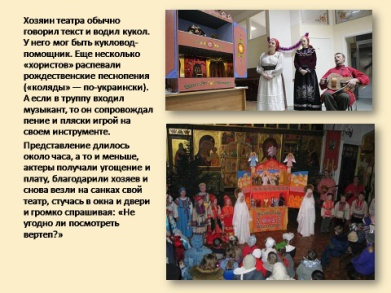 Хозяин театра обычно
говорил текст и водил кукол.
У него мог быть кукловод-
помощник. Еще несколько
«хористов» распевали
рождественские песнопения
(«коляды» — по-украински).
А если в труппу входил
музыкант, то он сопровождал
пение и пляски игрой на
своем инструменте.
Представление длилось
около часа, а то и меньше,
актеры получали угощение и
плату, благодарили хозяев и
снова везли на санках свой
театр, стучась в окна и двери
и громко спрашивая: «Не
угодно ли посмотреть
вертеп?»